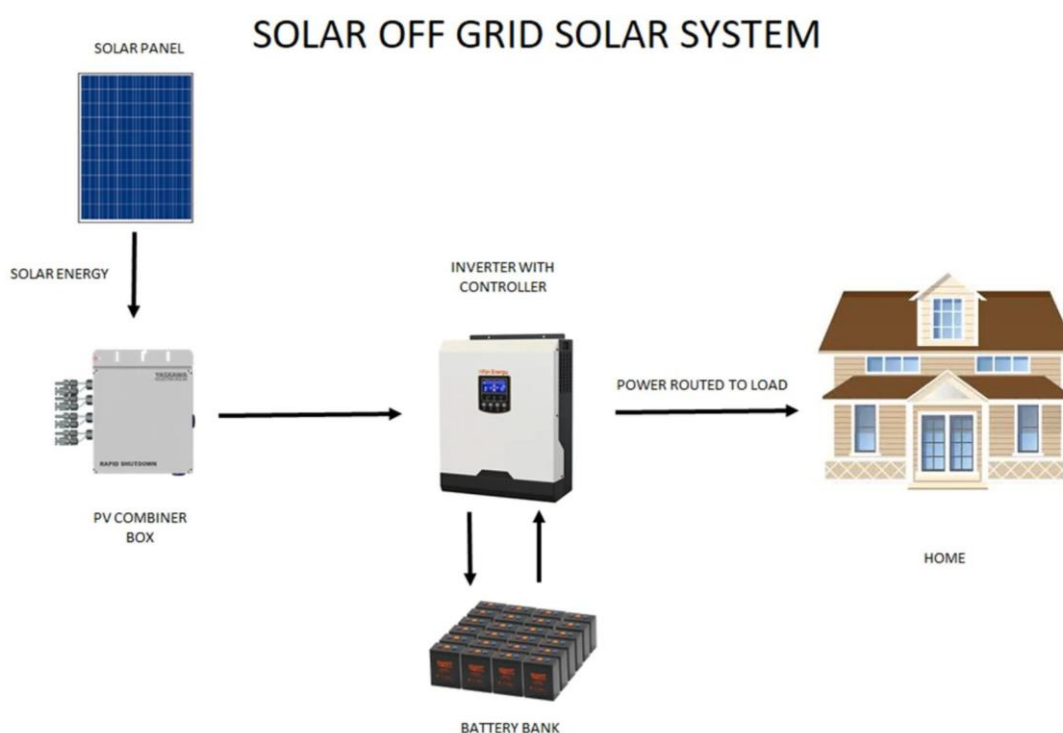 SOLAR OFF GRID SOLAR SYSTEM
SOLAR PANEL
SOLAR ENERGY
INVERTER WITH
CONTROLLER
YASKAWA
RAPID SHUTDOWN
POWER ROUTED TO LOAD
PV COMBINER
BOX
HOME
BATTERY BANK